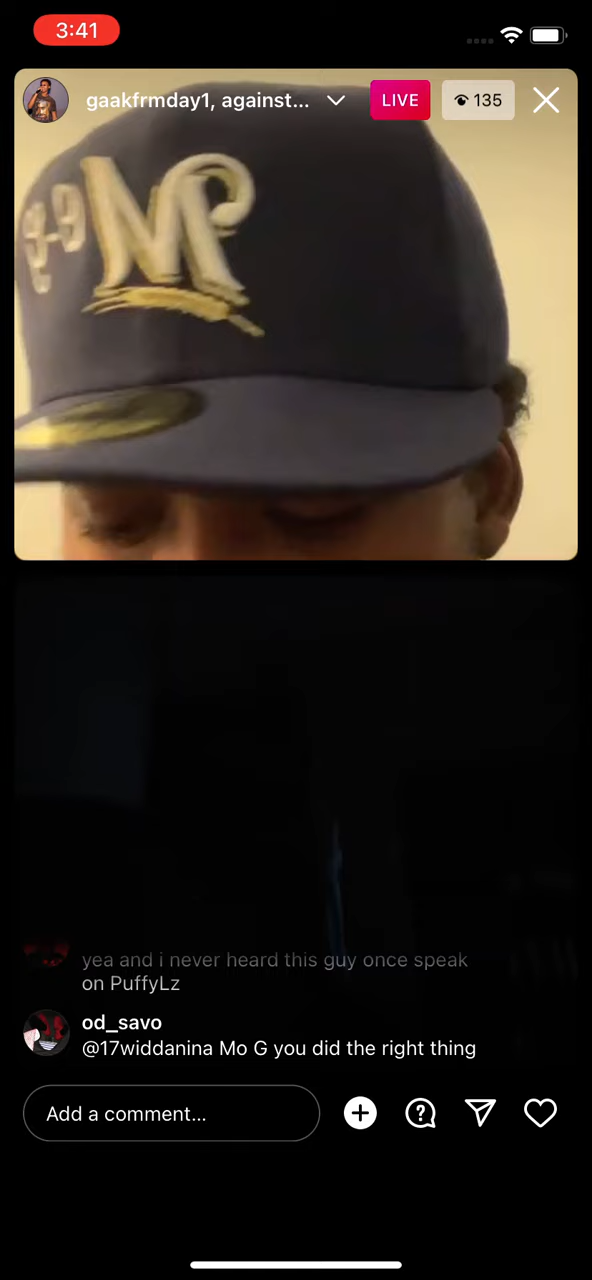 3:41
gaakfrmday1, against...
LIVE
135
MP
yea and i never heard this guy once speak
on PuffyLz
od_savo
@17widdanina Mo G you did the right thing
Add a comment...